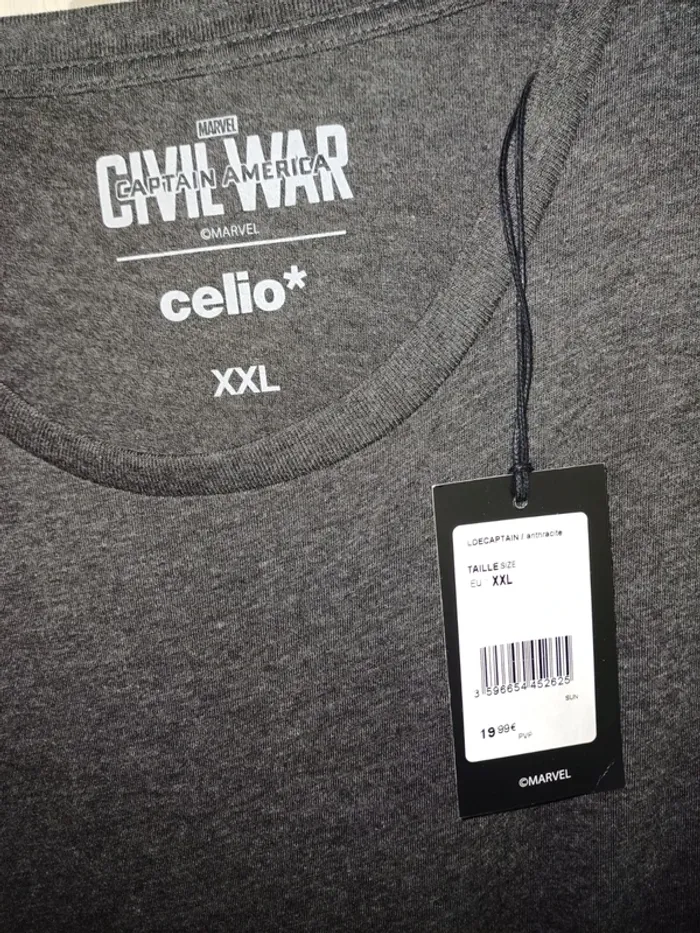 MARVEL
CIVIL WAR
CAPTAIN AMERICA
©MARVEL
celio*
XXL
LOECAPTAIN / anthracite
TAILLE SIZE
EU XXL
3 596654 452625
SUN
19,99€ PVP
©MARVEL